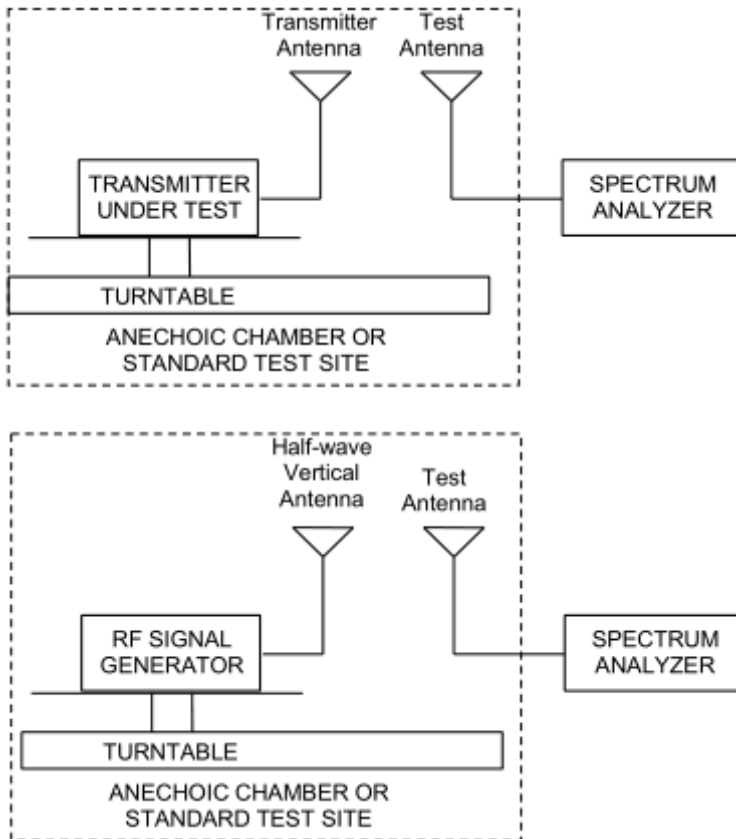 Transmitter
Antenna
Test
Antenna
TRANSMITTER
UNDER TEST
SPECTRUM
ANALYZER
TURNTABLE
ANECHOIC CHAMBER OR
STANDARD TEST SITE
Half-wave
Vertical
Antenna
Test
Antenna
RF SIGNAL
GENERATOR
SPECTRUM
ANALYZER
TURNTABLE
ANECHOIC CHAMBER OR
STANDARD TEST SITE